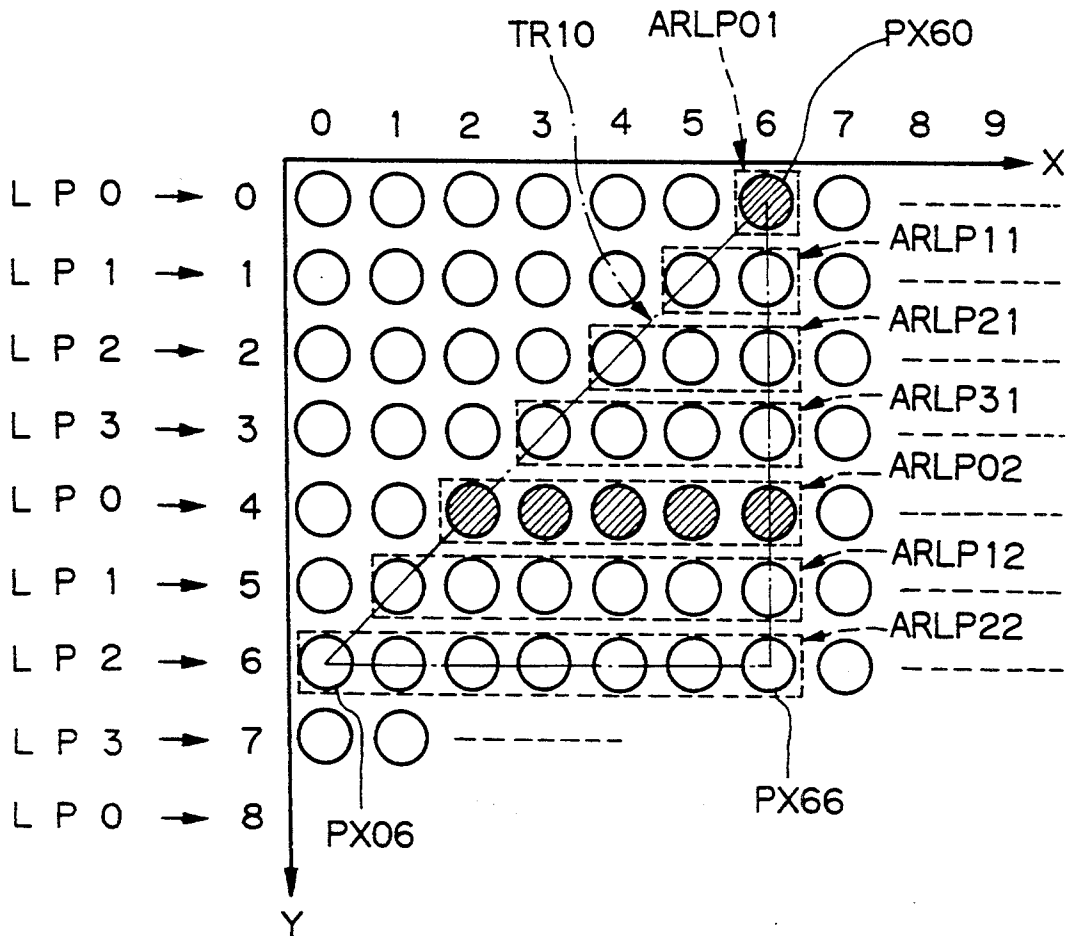 TR10 ARLP01 PX60
0 1 2 3 4 5 6 7 8 9
X
LP0 → 0
ARLP11
LP1 → 1
ARLP21
LP2 → 2
ARLP31
LP3 → 3
ARLP02
LP0 → 4
ARLP12
LP1 → 5
ARLP22
LP2 → 6
LP3 → 7
PX66
LP0 → 8
PX06
Y